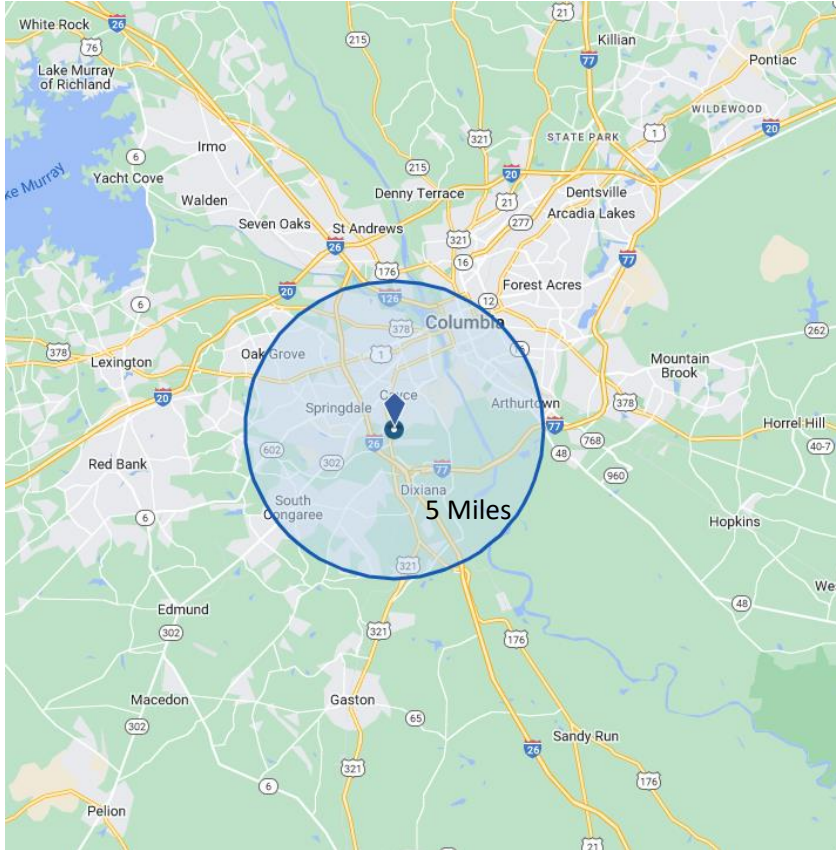 White Rock
26
21
Killian
76
215
77
Pontiac
Lake Murray
of Richland
WILDEWOOD
321
STATE PARK
1
20
Irmo
6
215
20
Yacht Cove
Denny Terrace
Dentsville
Walden
21
Arcadia Lakes
277
Seven Oaks
St Andrews
321
26
16
77
176
Forest Acres
20
126
12
6
Columbia
378
262
378
Oak Grove
1
Lexington
Mountain
Brook
20
Springdale
Arthurtown
378
77
Horrel Hill
26
768
40-7
602
48
Red Bank
302
77
960
Dixiana
South
Congaree
5 Miles
6
Hopkins
321
Edmund
48
302
321
176
Macedon
Gaston
302
65
Sandy Run
26
321
176
6
Pelion
21